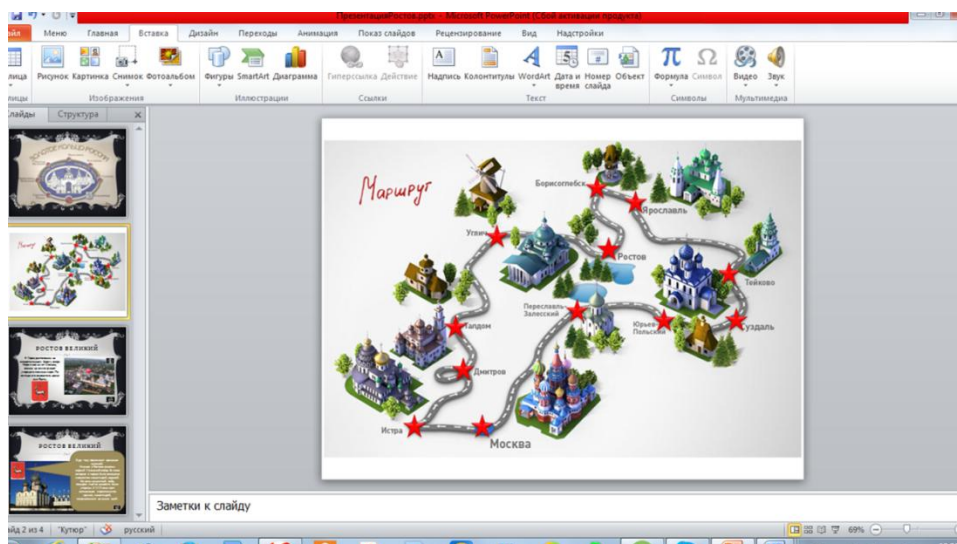 ПрезентацияРостов.pptx - Microsoft PowerPoint (Сбой активации продукта)
Меню Главная Вставка Дизайн Переходы Анимация Показ слайдов Рецензирование Вид Надстройки
Рисунок Картинка Снимок Фотоальбом Фигуры SmartArt Диаграмма Гиперссылка Действие Надпись Колонтитулы WordArt Дата и время Номер слайда Объект Формула Символ Видео Звук
Изображения Иллюстрации Ссылки Текст Символы Мультимедиа
Структура
Маршрут
Борисоглебск
Ярославль
Углич
Ростов
Тейково
Переславль-
Залесский
Юрьев-
Польский
Суздаль
Талдом
Дмитров
Истра
Москва
РОСТОВ ВЕЛИКИЙ
РОСТОВ ВЕЛИКИЙ
Заметки к слайду
2 из 4 "Кутюр" русский 69%